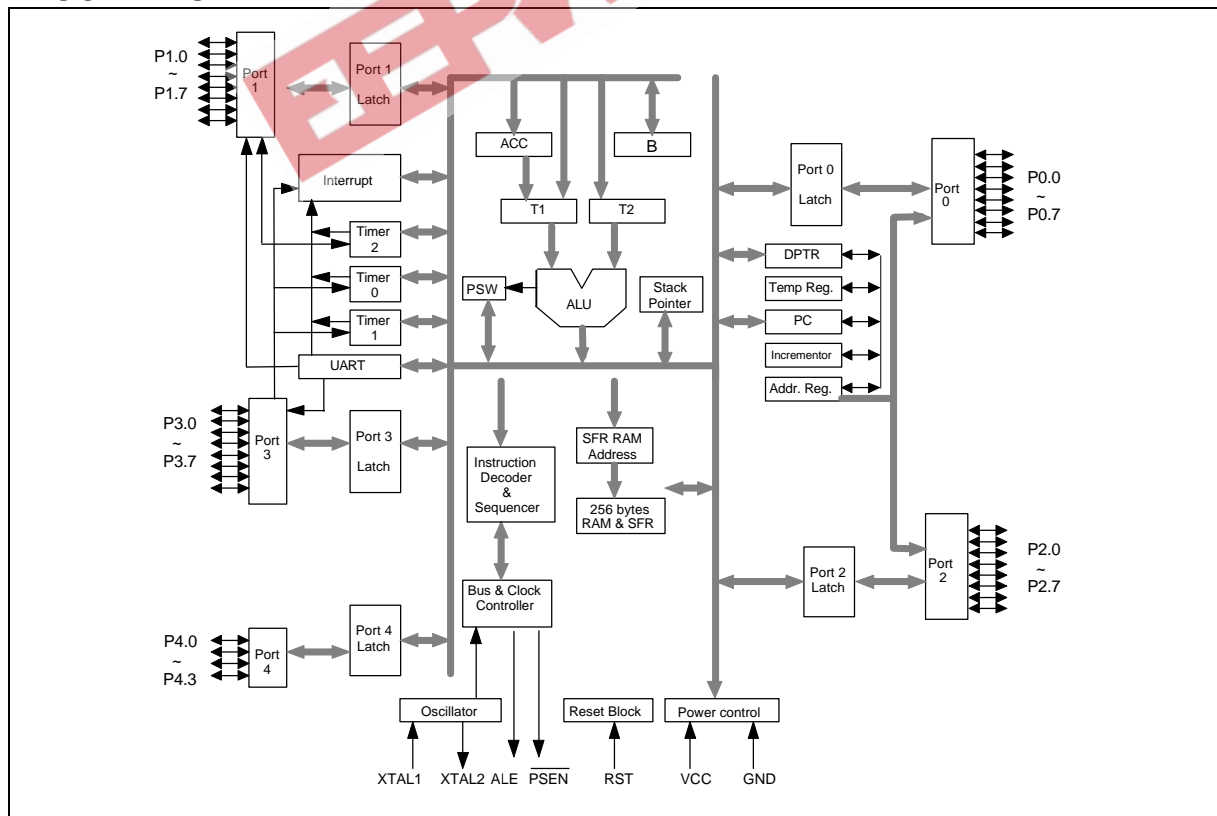 P1.0
~
P1.7
Port
1
Port 1
Latch
Interrupt
Timer
2
Timer
0
Timer
1
UART
P3.0
~
P3.7
Port
3
Port 3
Latch
P4.0
~
P4.3
Port
4
Port 4
Latch
ACC
B
T1
T2
PSW
ALU
Stack
Pointer
Instruction
Decoder
&
Sequencer
SFR RAM
Address
256 bytes
RAM & SFR
Bus & Clock
Controller
Oscillator
Reset Block
Power control
XTAL1
XTAL2
ALE
PSEN
RST
VCC
GND
Port 0
Latch
Port
0
P0.0
~
P0.7
DPTR
Temp Reg.
PC
Incrementor
Addr. Reg.
Port 2
Latch
Port
2
P2.0
~
P2.7